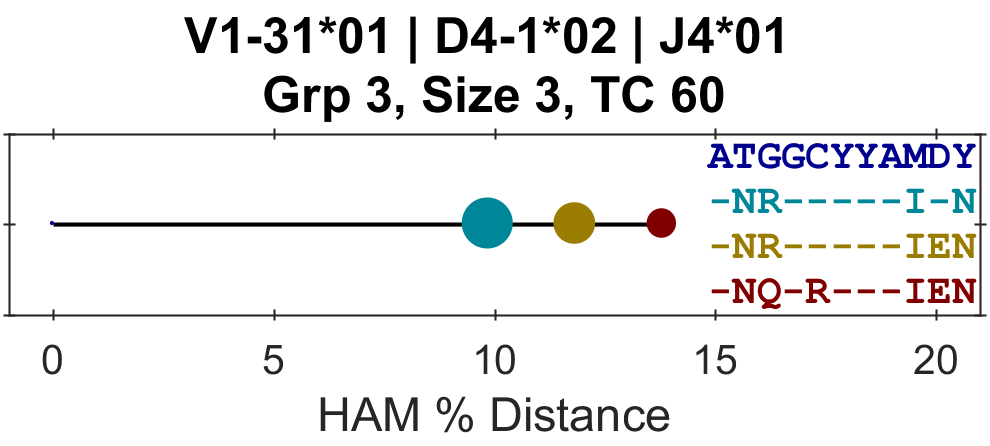 V1-31*01 | D4-1*02 | J4*01
Grp 3, Size 3, TC 60
ATGGCYYAMDY
-NR-----I-N
-NR-----IEN
-NQ-R---IEN
0 5 10 15 20
HAM % Distance